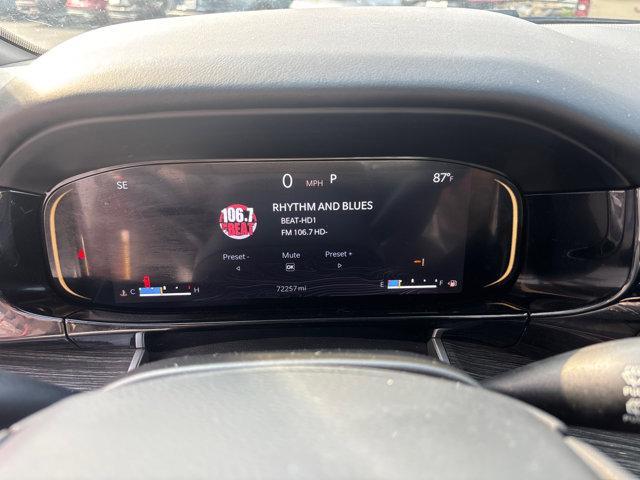 SE
0 MPH P
87°F
106.7
BEAT
RHYTHM AND BLUES
BEAT-HD1
FM 106.7 HD-
Preset - Mute Preset +
OK
C H
E F
72257 mi